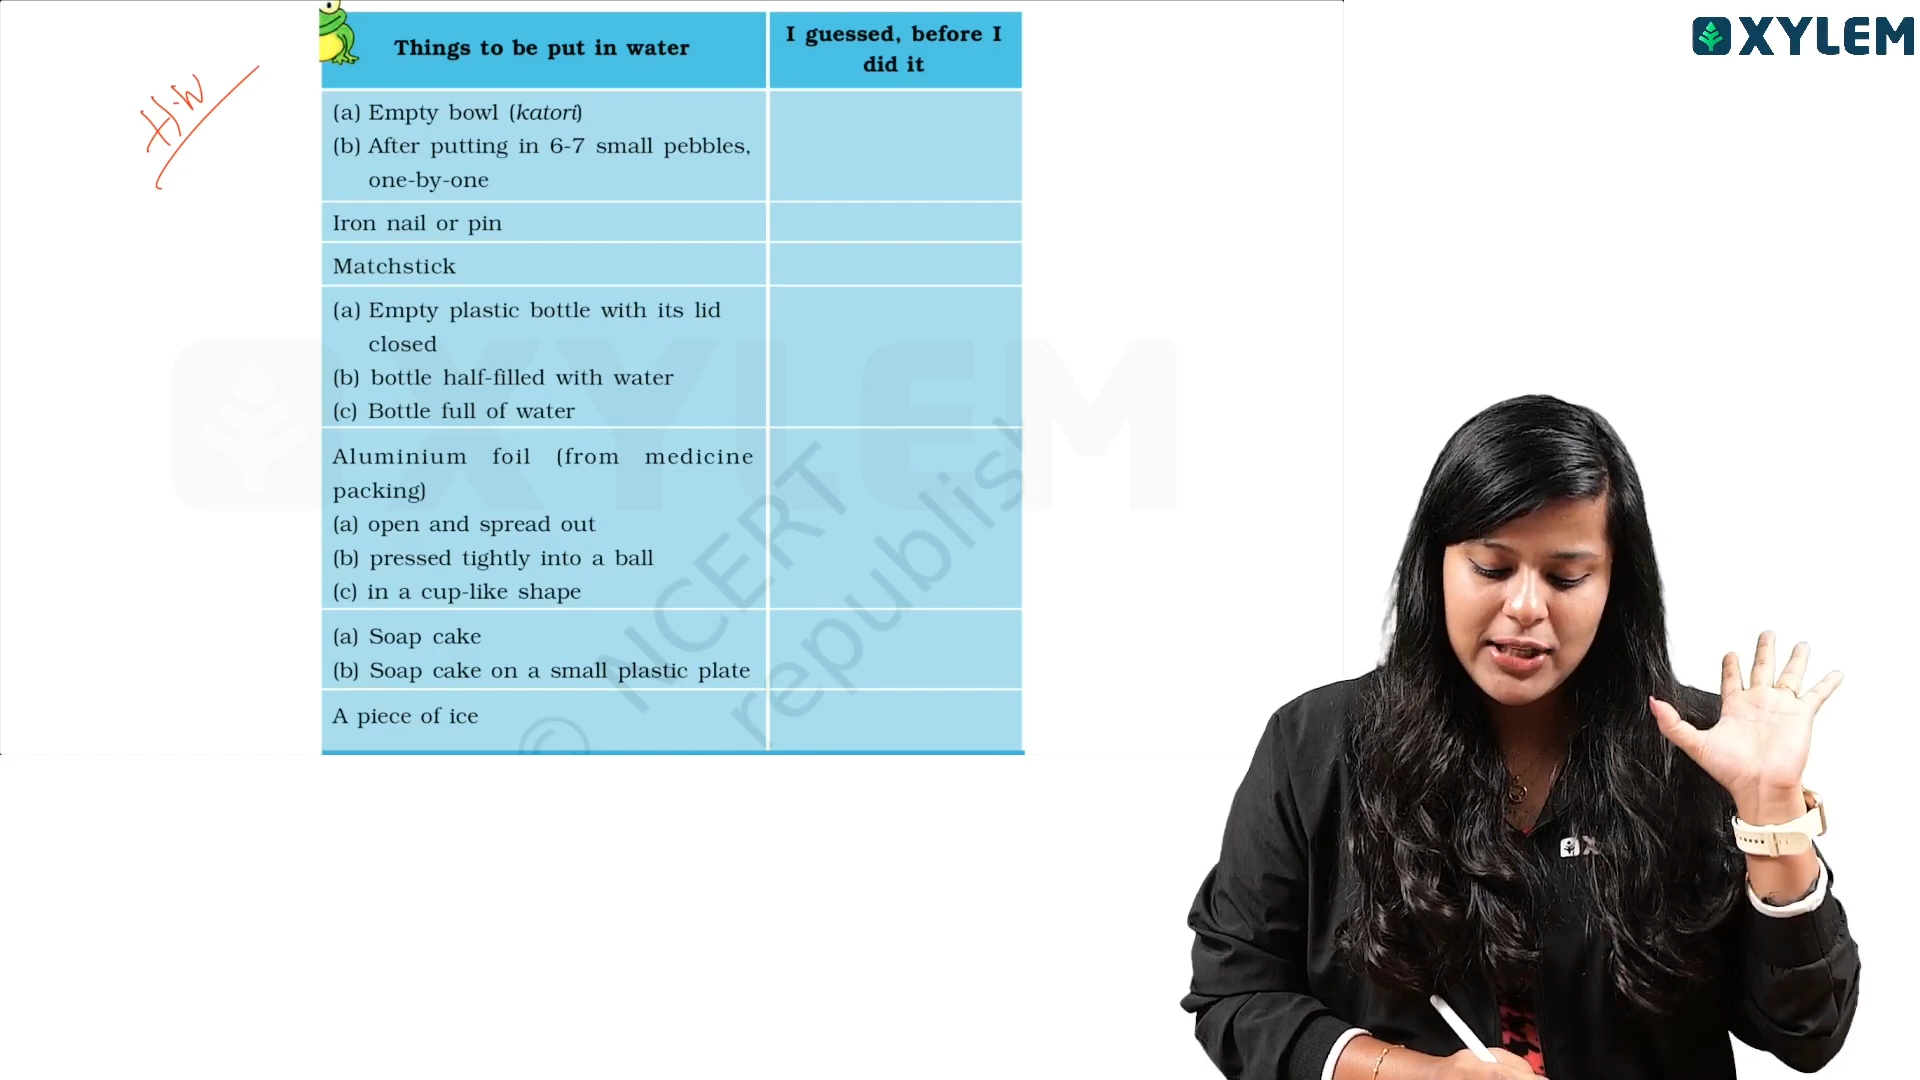 XYLEM
H.W
Things to be put in water
I guessed, before I
did it
(a) Empty bowl (katori)
(b) After putting in 6-7 small pebbles,
one-by-one
Iron nail or pin
Matchstick
(a) Empty plastic bottle with its lid
closed
(b) bottle half-filled with water
(c) Bottle full of water
Aluminium foil (from medicine
packing)
(a) open and spread out
(b) pressed tightly into a ball
(c) in a cup-like shape
(a) Soap cake
(b) Soap cake on a small plastic plate
A piece of ice
XYLEM
© NCERT
republish
X